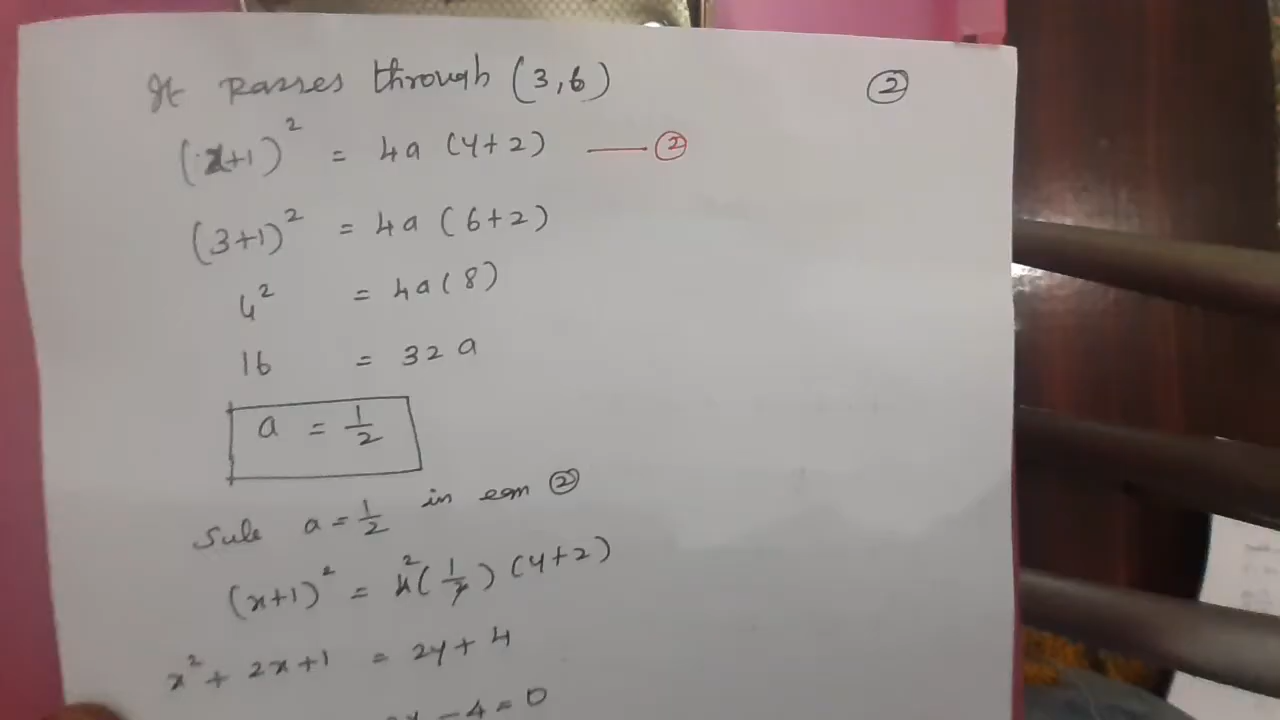 It passes through (3,6) ②
(x+1)² = 4a (y+2) —— ②
(3+1)² = 4a (6+2)
4² = 4a(8)
16 = 32 a
a = 1/2
Sub a = 1/2 in eqn ②
(x+1)² = 4² (1/2) (y+2)
x² + 2x+1 = 2y+4
-4=0